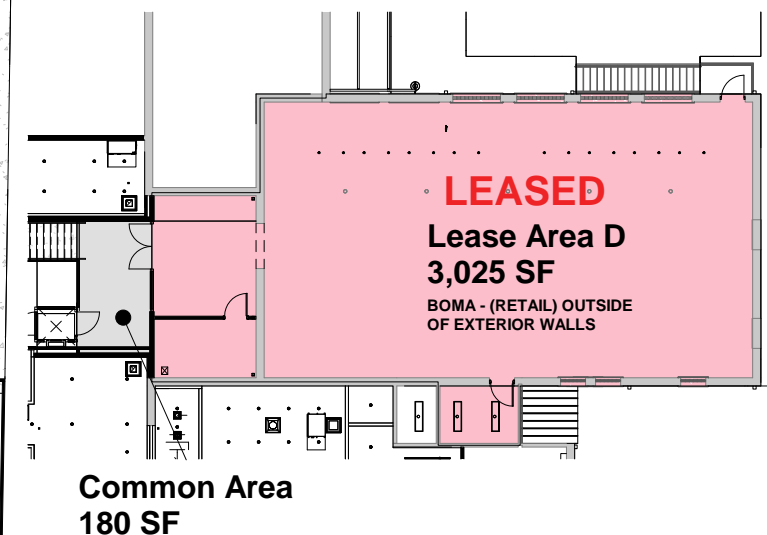 LEASED
Lease Area D
3,025 SF
BOMA - (RETAIL) OUTSIDE
OF EXTERIOR WALLS
Common Area
180 SF